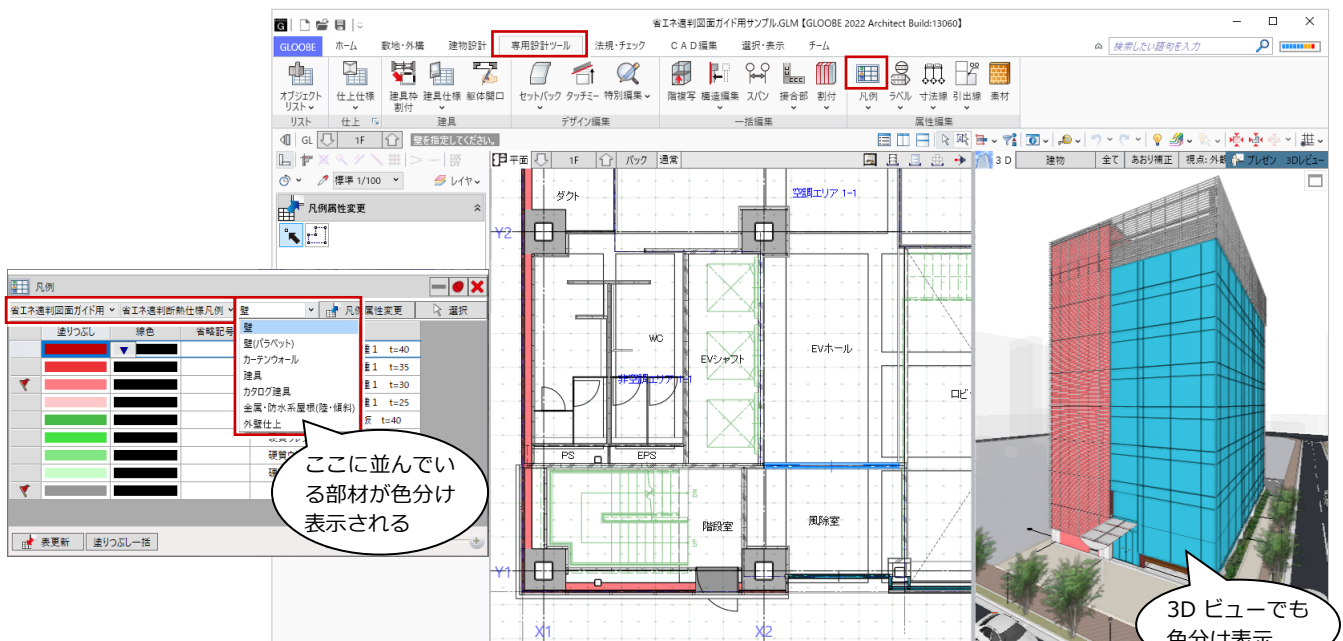 省エネ適判図面ガイド用サンプル.GLM【GLOOBE 2022 Architect Build:13060】
GLOOBE ホーム 敷地・外構 建物設計 専用設計ツール 法規・チェック CAD編集 選択・表示 チーム 検索したい語句を入力
オブジェクトリスト 仕上仕様 建具枠割付 建具仕様 躯体開口 セットバック タッチミー 特別編集 階複写 構造編集 スパン 接合部 割付 凡例 ラベル 寸法線 引出線 素材
リスト 仕上 建具 デザイン編集 一括編集 属性編集
GL 1F 壁を指定してください。
平面 1F バック 通常 3D 建物 全て あおり補正 視点:外観 プレゼン 3Dビュー
標準 1/100 レイヤ
凡例属性変更
凡例
省エネ適判図面ガイド用 省エネ適判断熱仕様凡例 壁 凡例属性変更 選択
塗りつぶし 線色 省略記号
壁
壁(パラペット)
カーテンウォール
建具
カタログ建具
金属・防水系屋根(陸・傾斜)
外壁仕上
1 t=40
1 t=35
1 t=30
1 t=25
t=40
表更新 塗りつぶし一括
ここに並んでい
る部材が色分け
表示される
ダクト
空調エリア 1-1
Y2
WC
EVシャフト
EVホール
非空調エリア 1-1
ロビ
PS
EPS
階段室
風除室
Y1
X1
X2
3D ビューでも
色分け表示